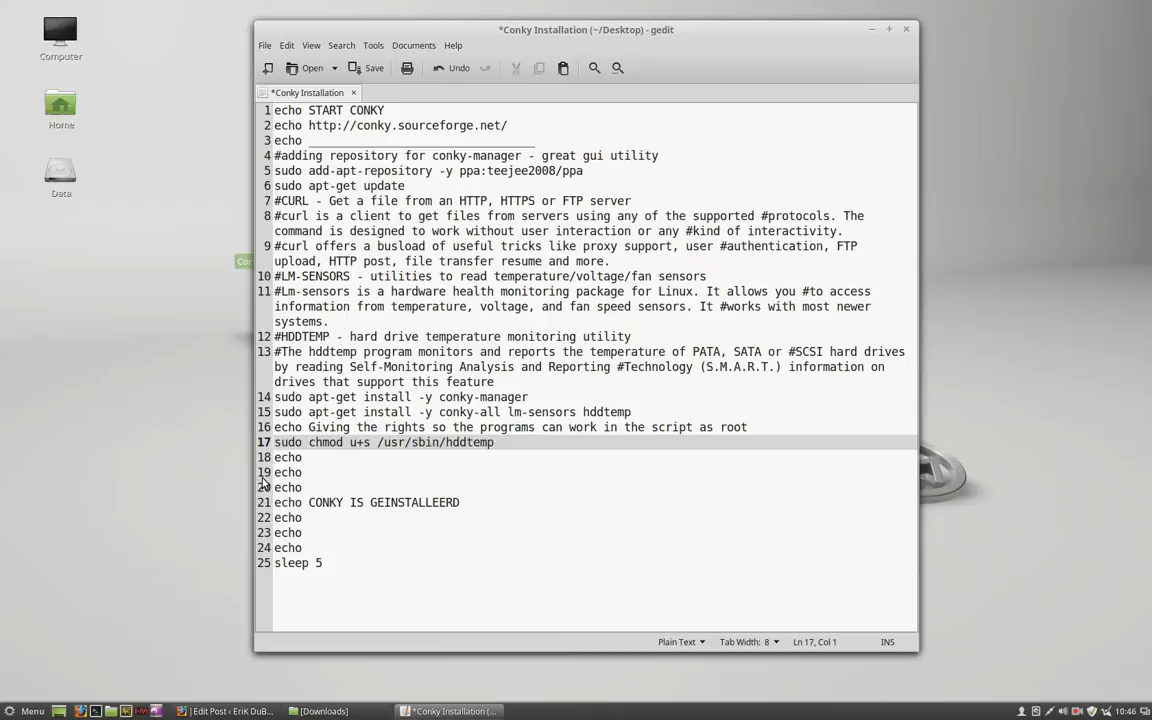 Computer
Home
Data
*Conky Installation (~/Desktop) - gedit
File Edit View Search Tools Documents Help
Open Save Undo
*Conky Installation ×
1 echo START CONKY
2 echo http://conky.sourceforge.net/
3 echo _________________________________
4 #adding repository for conky-manager - great gui utility
5 sudo add-apt-repository -y ppa:teejee2008/ppa
6 sudo apt-get update
7 #CURL - Get a file from an HTTP, HTTPS or FTP server
8 #curl is a client to get files from servers using any of the supported #protocols. The
command is designed to work without user interaction or any #kind of interactivity.
9 #curl offers a busload of useful tricks like proxy support, user #authentication, FTP
upload, HTTP post, file transfer resume and more.
10 #LM-SENSORS - utilities to read temperature/voltage/fan sensors
11 #Lm-sensors is a hardware health monitoring package for Linux. It allows you #to access
information from temperature, voltage, and fan speed sensors. It #works with most newer
systems.
12 #HDDTEMP - hard drive temperature monitoring utility
13 #The hddtemp program monitors and reports the temperature of PATA, SATA or #SCSI hard drives
by reading Self-Monitoring Analysis and Reporting #Technology (S.M.A.R.T.) information on
drives that support this feature
14 sudo apt-get install -y conky-manager
15 sudo apt-get install -y conky-all lm-sensors hddtemp
16 echo Giving the rights so the programs can work in the script as root
17 sudo chmod u+s /usr/sbin/hddtemp
18 echo
19 echo
20 echo
21 echo CONKY IS GEINSTALLEERD
22 echo
23 echo
24 echo
25 sleep 5
Plain Text Tab Width: 8 Ln 17, Col 1 INS
Menu |Edit Post ‹ EriK DuB... [Downloads] *Conky Installation (... 10:46